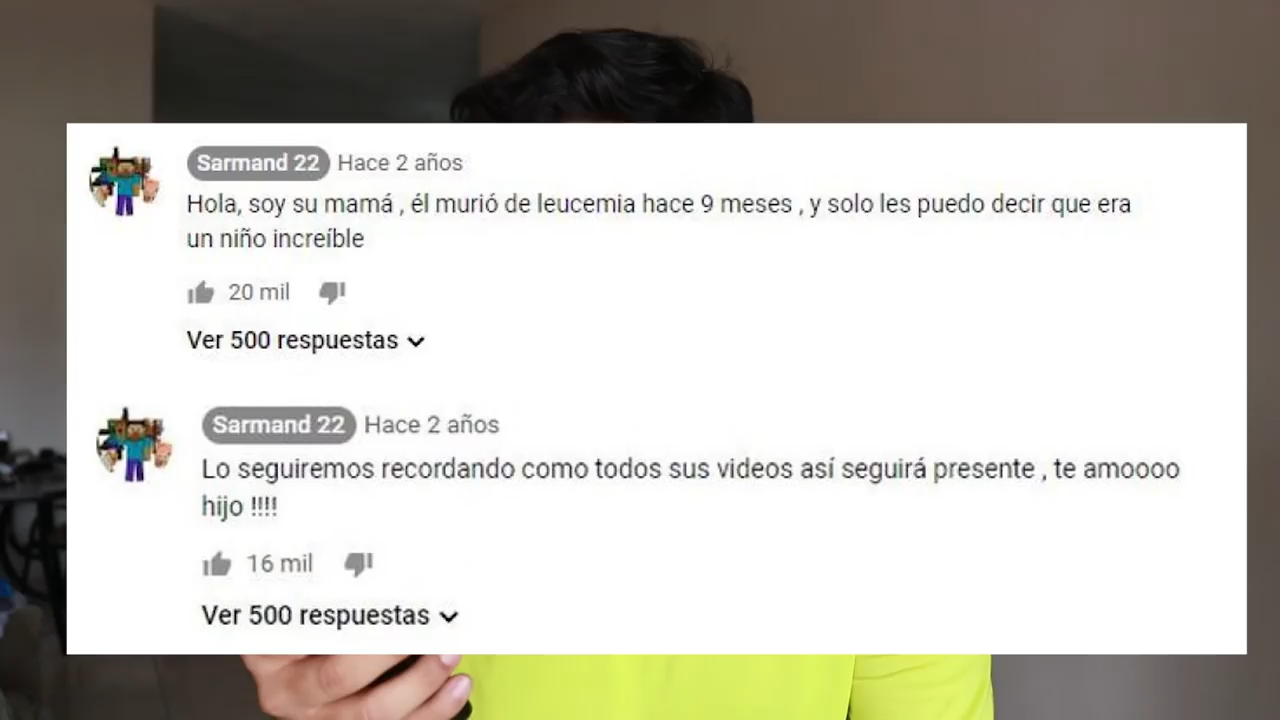 Sarmand 22 Hace 2 años
Hola, soy su mamá , él murió de leucemia hace 9 meses , y solo les puedo decir que era
un niño increíble
20 mil
Ver 500 respuestas
Sarmand 22 Hace 2 años
Lo seguiremos recordando como todos sus videos así seguirá presente , te amoooo
hijo !!!!
16 mil
Ver 500 respuestas